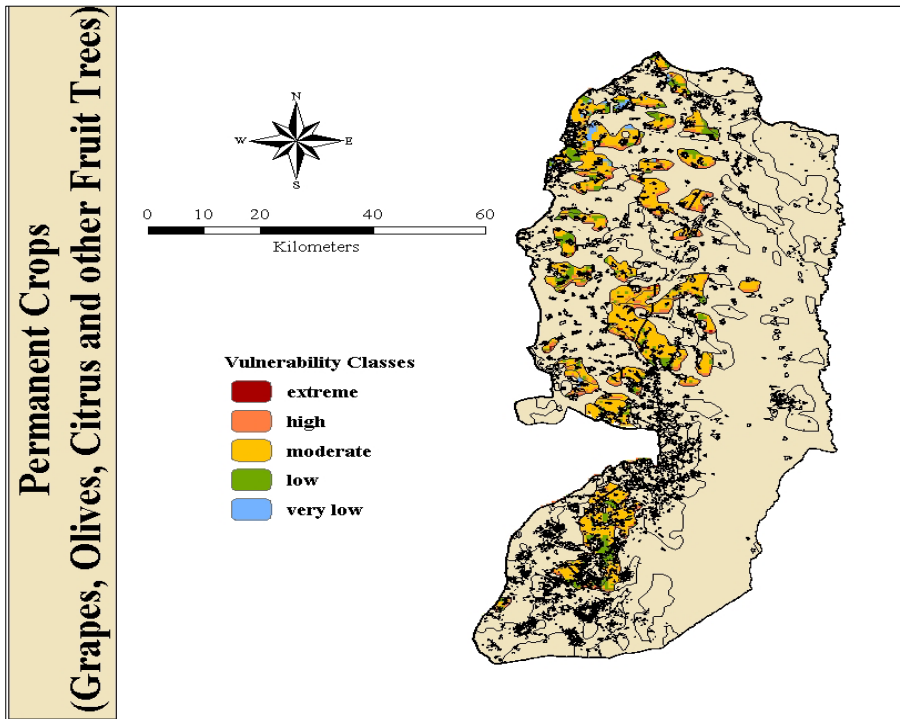 Permanent Crops
(Grapes, Olives, Citrus and other Fruit Trees)
N
W E
S
0 10 20 40 60
Kilometers
Vulnerability Classes
extreme
high
moderate
low
very low